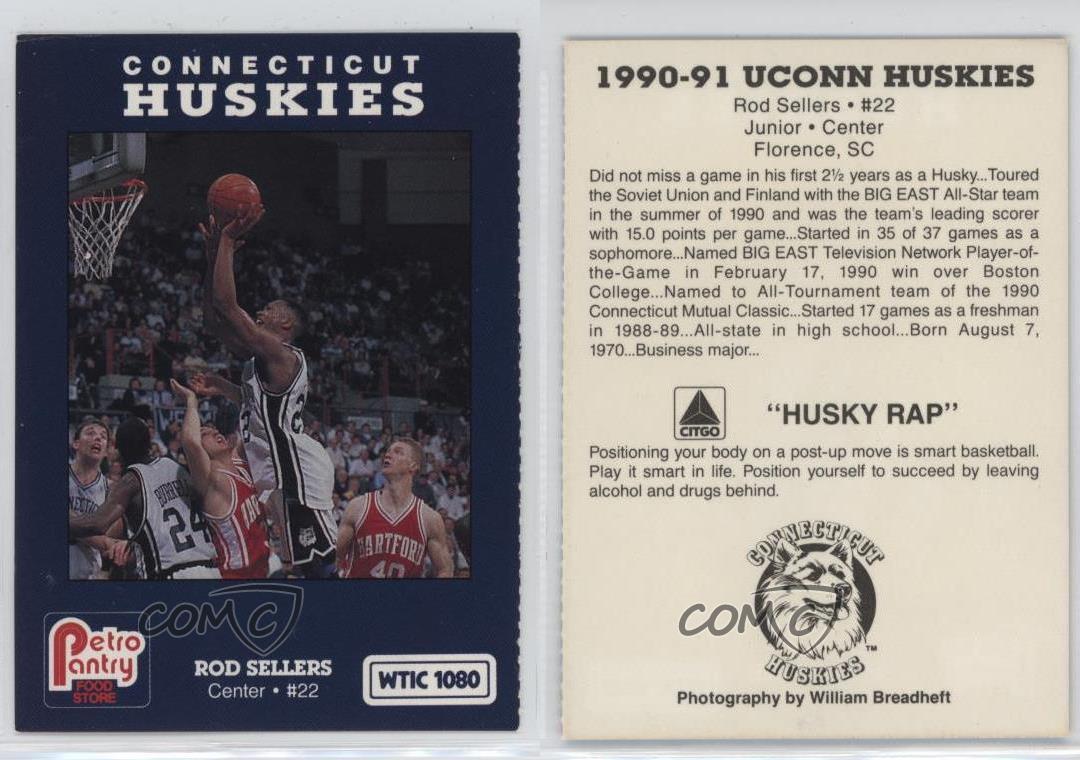 CONNECTICUT
HUSKIES
BURRELL
24
HARTFORD
40
Petro
Pantry
FOOD
STORE
ROD SELLERS
Center • #22
WTIC 1080
COMC
1990-91 UCONN HUSKIES
Rod Sellers • #22
Junior • Center
Florence, SC
Did not miss a game in his first 2½ years as a Husky...Toured
the Soviet Union and Finland with the BIG EAST All-Star team
in the summer of 1990 and was the team's leading scorer
with 15.0 points per game...Started in 35 of 37 games as a
sophomore...Named BIG EAST Television Network Player-of-
the-Game in February 17, 1990 win over Boston
College...Named to All-Tournament team of the 1990
Connecticut Mutual Classic...Started 17 games as a freshman
in 1988-89...All-state in high school...Born August 7,
1970...Business major...
CITGO
"HUSKY RAP"
Positioning your body on a post-up move is smart basketball.
Play it smart in life. Position yourself to succeed by leaving
alcohol and drugs behind.
CONNECTICUT
HUSKIES
TM
COMC
Photography by William Breadheft